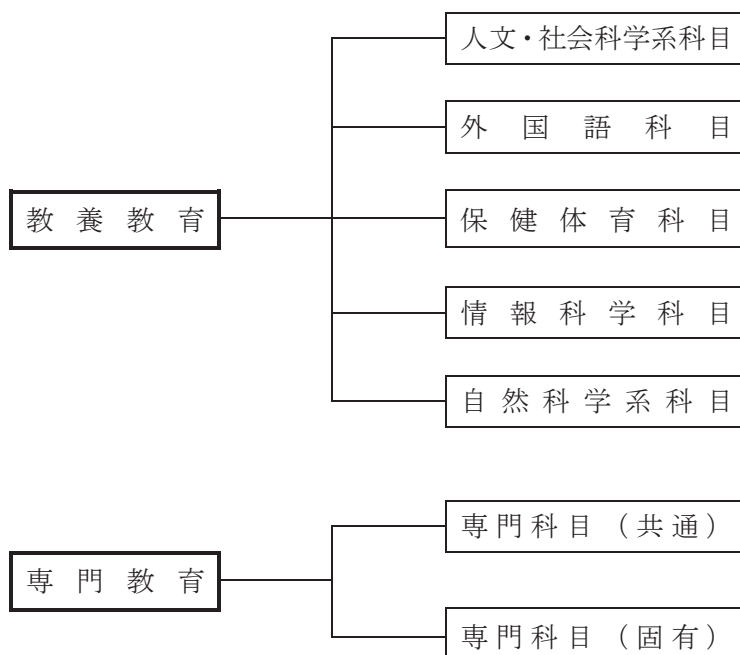 人文・社会科学系科目
外国語科目
教養教育
保健体育科目
情報科学科目
自然科学系科目
専門科目（共通）
専門教育
専門科目（固有）